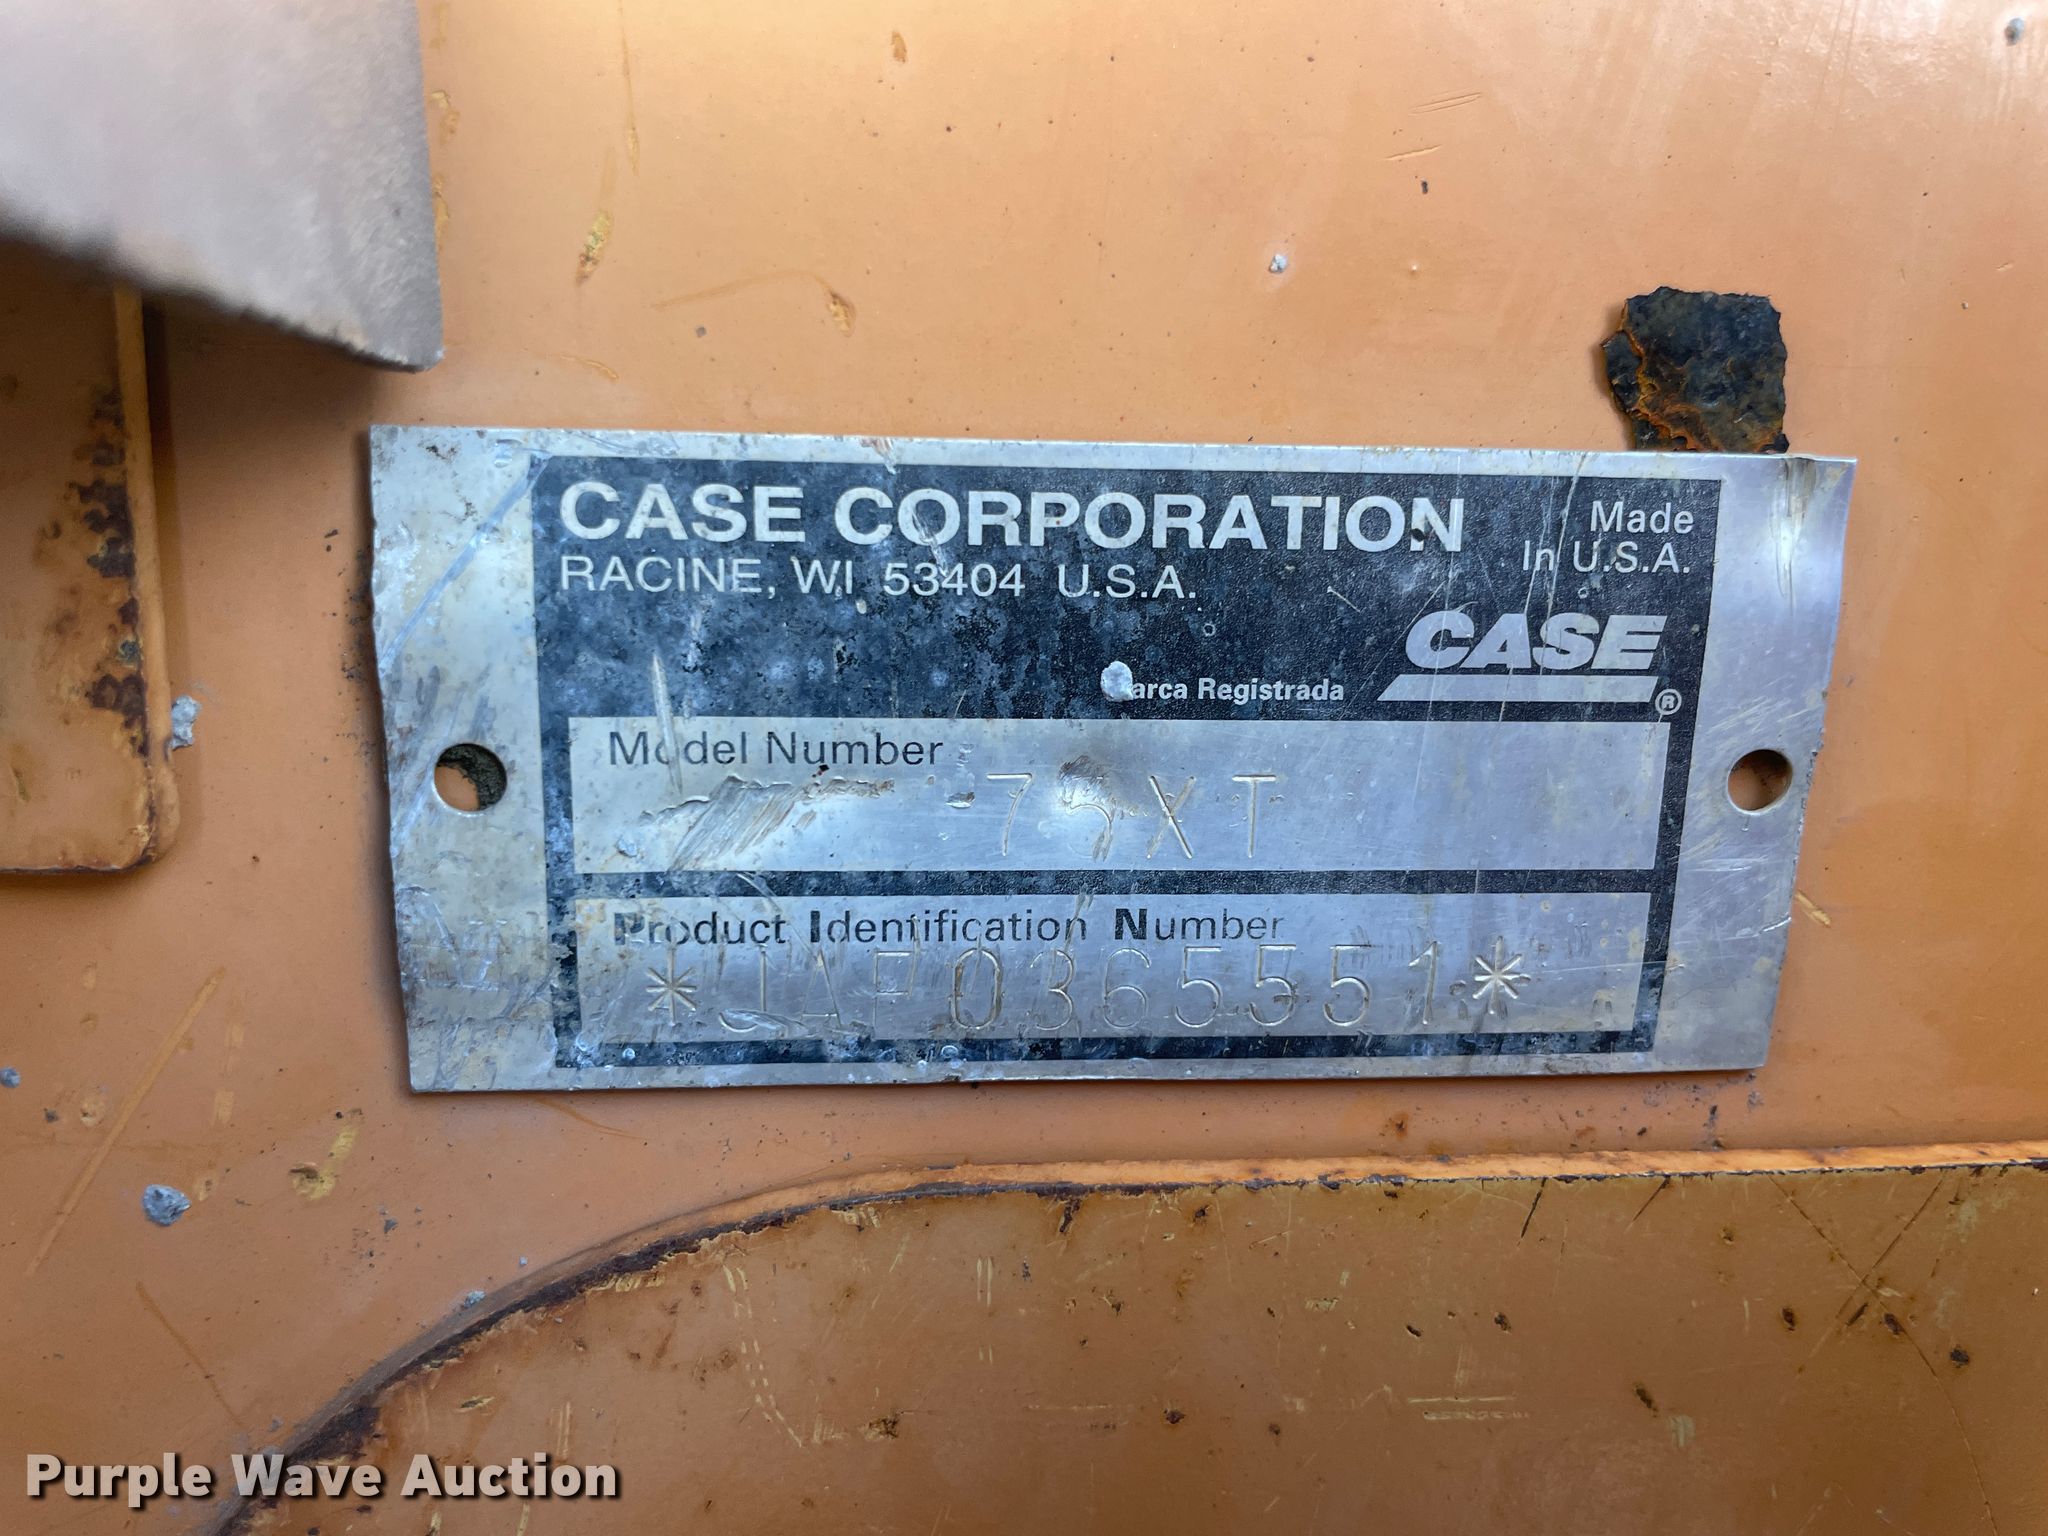 CASE CORPORATION
RACINE, WI 53404 U.S.A.
Made
In U.S.A.
CASE
®
Registrada
Model Number
75XT
Product Identification Number
*JAF0365551*
Purple Wave Auction